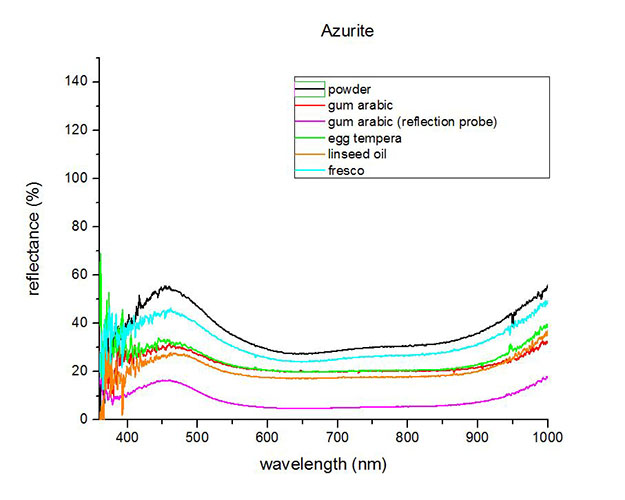 Azurite
140
120
100
80
60
40
20
0
reflectance (%)
powder
gum arabic
gum arabic (reflection probe)
egg tempera
linseed oil
fresco
400 500 600 700 800 900 1000
wavelength (nm)